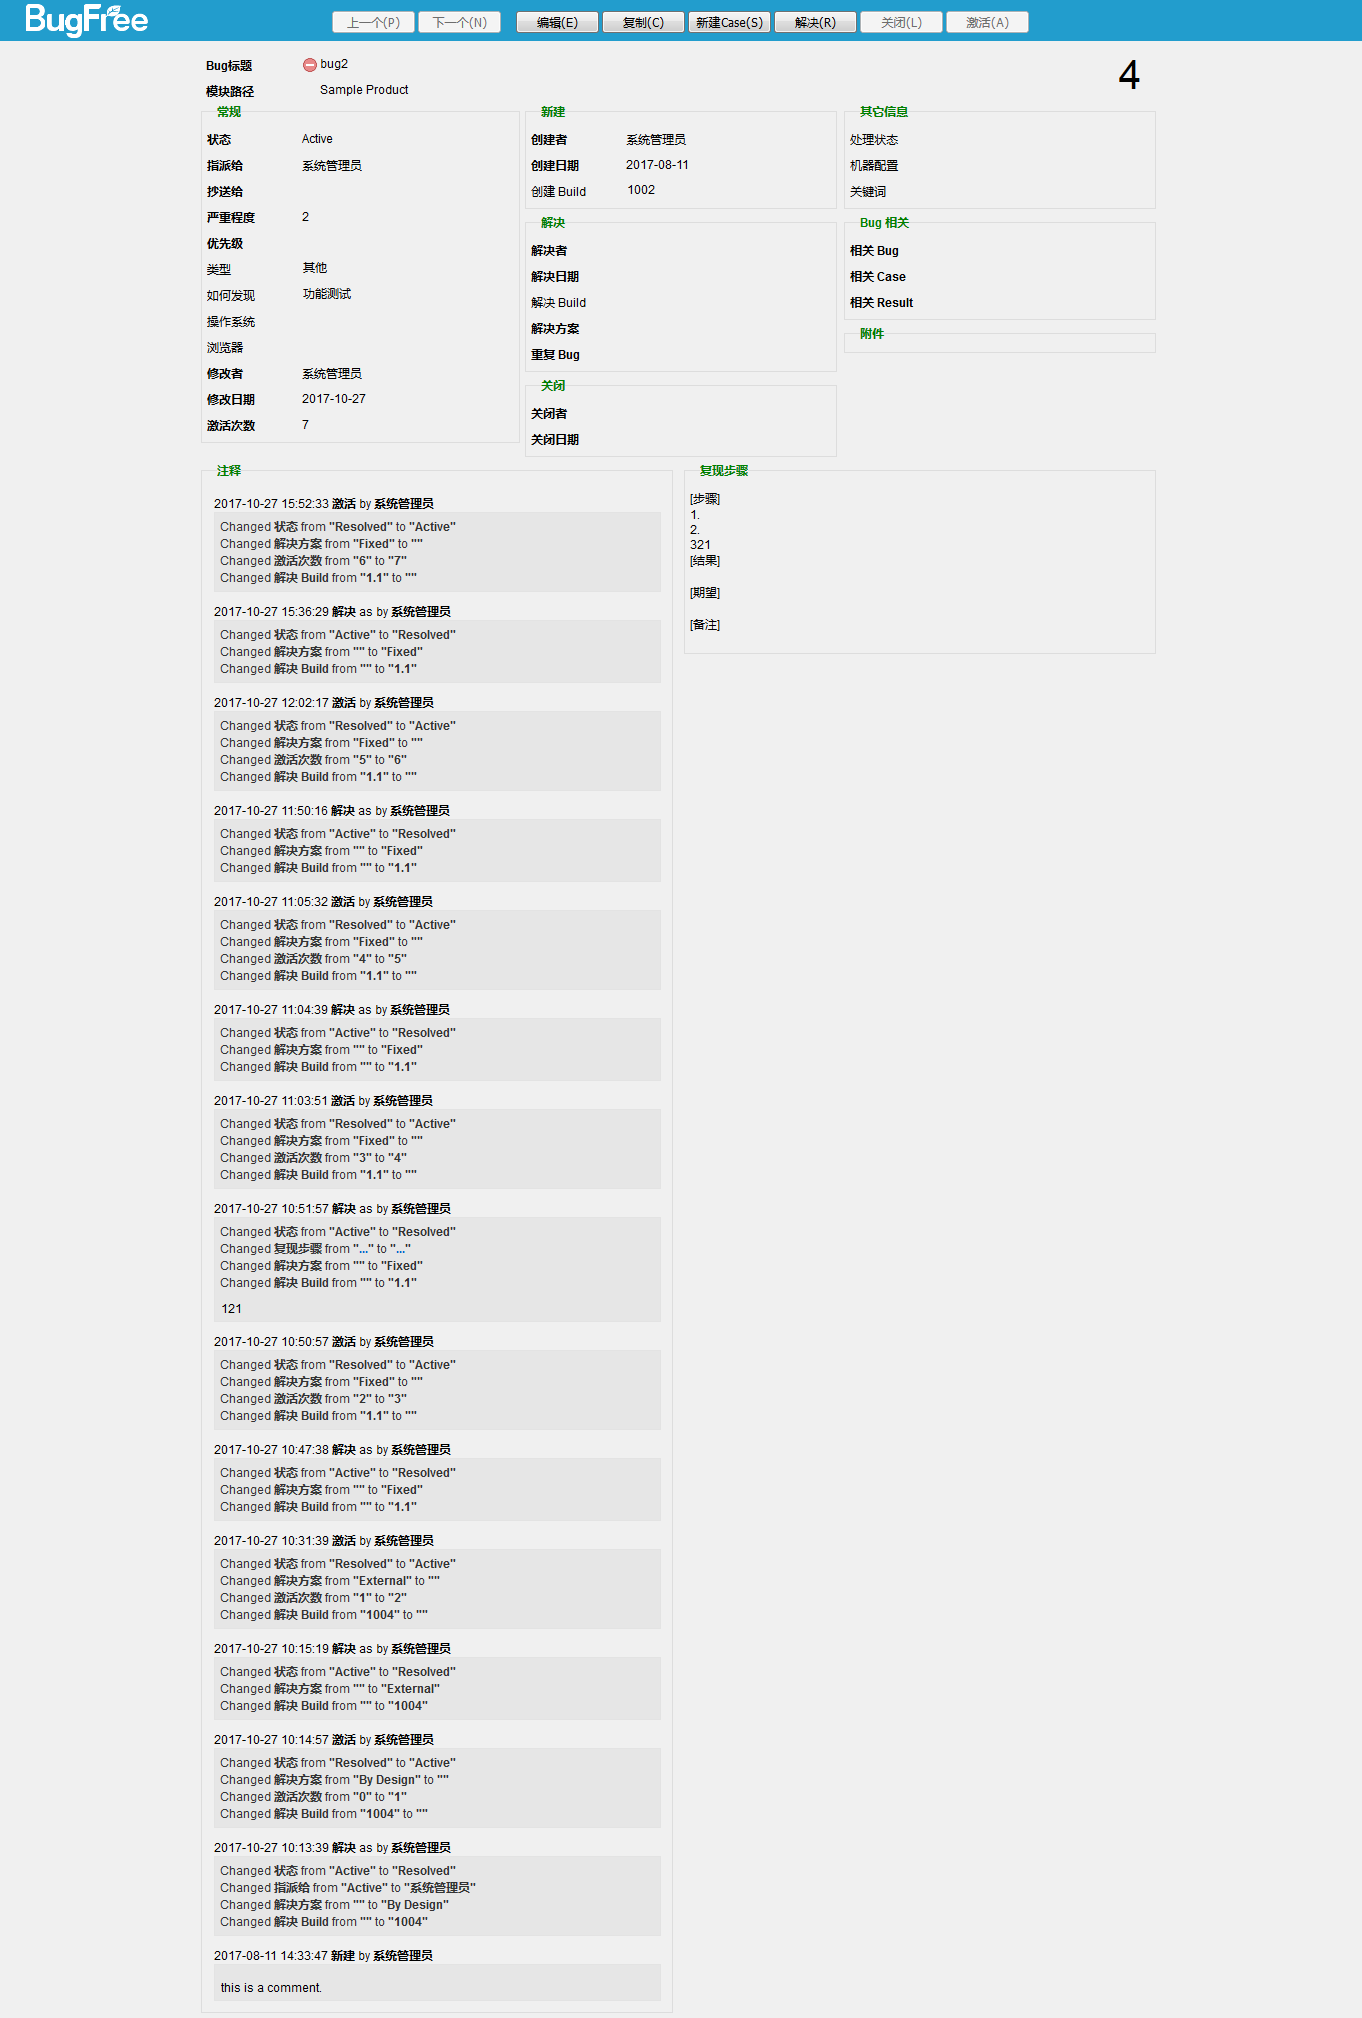 BugFree
上一个(P) 下一个(N) 编辑(E) 复制(C) 新建Case(S) 解决(R) 关闭(L) 激活(A)
Bug标题 bug2
4
模块路径 Sample Product
常规
状态 Active
指派给 系统管理员
抄送给
严重程度 2
优先级
类型 其他
如何发现 功能测试
操作系统
浏览器
修改者 系统管理员
修改日期 2017-10-27
激活次数 7
新建
创建者 系统管理员
创建日期 2017-08-11
创建 Build 1002
解决
解决者
解决日期
解决 Build
解决方案
重复 Bug
关闭
关闭者
关闭日期
其它信息
处理状态
机器配置
关键词
Bug 相关
相关 Bug
相关 Case
相关 Result
附件
注释
2017-10-27 15:52:33 激活 by 系统管理员
Changed 状态 from "Resolved" to "Active"
Changed 解决方案 from "Fixed" to ""
Changed 激活次数 from "6" to "7"
Changed 解决 Build from "1.1" to ""
2017-10-27 15:36:29 解决 as by 系统管理员
Changed 状态 from "Active" to "Resolved"
Changed 解决方案 from "" to "Fixed"
Changed 解决 Build from "" to "1.1"
2017-10-27 12:02:17 激活 by 系统管理员
Changed 状态 from "Resolved" to "Active"
Changed 解决方案 from "Fixed" to ""
Changed 激活次数 from "5" to "6"
Changed 解决 Build from "1.1" to ""
2017-10-27 11:50:16 解决 as by 系统管理员
Changed 状态 from "Active" to "Resolved"
Changed 解决方案 from "" to "Fixed"
Changed 解决 Build from "" to "1.1"
2017-10-27 11:05:32 激活 by 系统管理员
Changed 状态 from "Resolved" to "Active"
Changed 解决方案 from "Fixed" to ""
Changed 激活次数 from "4" to "5"
Changed 解决 Build from "1.1" to ""
2017-10-27 11:04:39 解决 as by 系统管理员
Changed 状态 from "Active" to "Resolved"
Changed 解决方案 from "" to "Fixed"
Changed 解决 Build from "" to "1.1"
2017-10-27 11:03:51 激活 by 系统管理员
Changed 状态 from "Resolved" to "Active"
Changed 解决方案 from "Fixed" to ""
Changed 激活次数 from "3" to "4"
Changed 解决 Build from "1.1" to ""
2017-10-27 10:51:57 解决 as by 系统管理员
Changed 状态 from "Active" to "Resolved"
Changed 复现步骤 from "..." to "..."
Changed 解决方案 from "" to "Fixed"
Changed 解决 Build from "" to "1.1"
121
2017-10-27 10:50:57 激活 by 系统管理员
Changed 状态 from "Resolved" to "Active"
Changed 解决方案 from "Fixed" to ""
Changed 激活次数 from "2" to "3"
Changed 解决 Build from "1.1" to ""
2017-10-27 10:47:38 解决 as by 系统管理员
Changed 状态 from "Active" to "Resolved"
Changed 解决方案 from "" to "Fixed"
Changed 解决 Build from "" to "1.1"
2017-10-27 10:31:39 激活 by 系统管理员
Changed 状态 from "Resolved" to "Active"
Changed 解决方案 from "External" to ""
Changed 激活次数 from "1" to "2"
Changed 解决 Build from "1004" to ""
2017-10-27 10:15:19 解决 as by 系统管理员
Changed 状态 from "Active" to "Resolved"
Changed 解决方案 from "" to "External"
Changed 解决 Build from "" to "1004"
2017-10-27 10:14:57 激活 by 系统管理员
Changed 状态 from "Resolved" to "Active"
Changed 解决方案 from "By Design" to ""
Changed 激活次数 from "0" to "1"
Changed 解决 Build from "1004" to ""
2017-10-27 10:13:39 解决 as by 系统管理员
Changed 状态 from "Active" to "Resolved"
Changed 指派给 from "Active" to "系统管理员"
Changed 解决方案 from "" to "By Design"
Changed 解决 Build from "" to "1004"
2017-08-11 14:33:47 新建 by 系统管理员
this is a comment.
复现步骤
[步骤]
1.
2.
321
[结果]
[期望]
[备注]